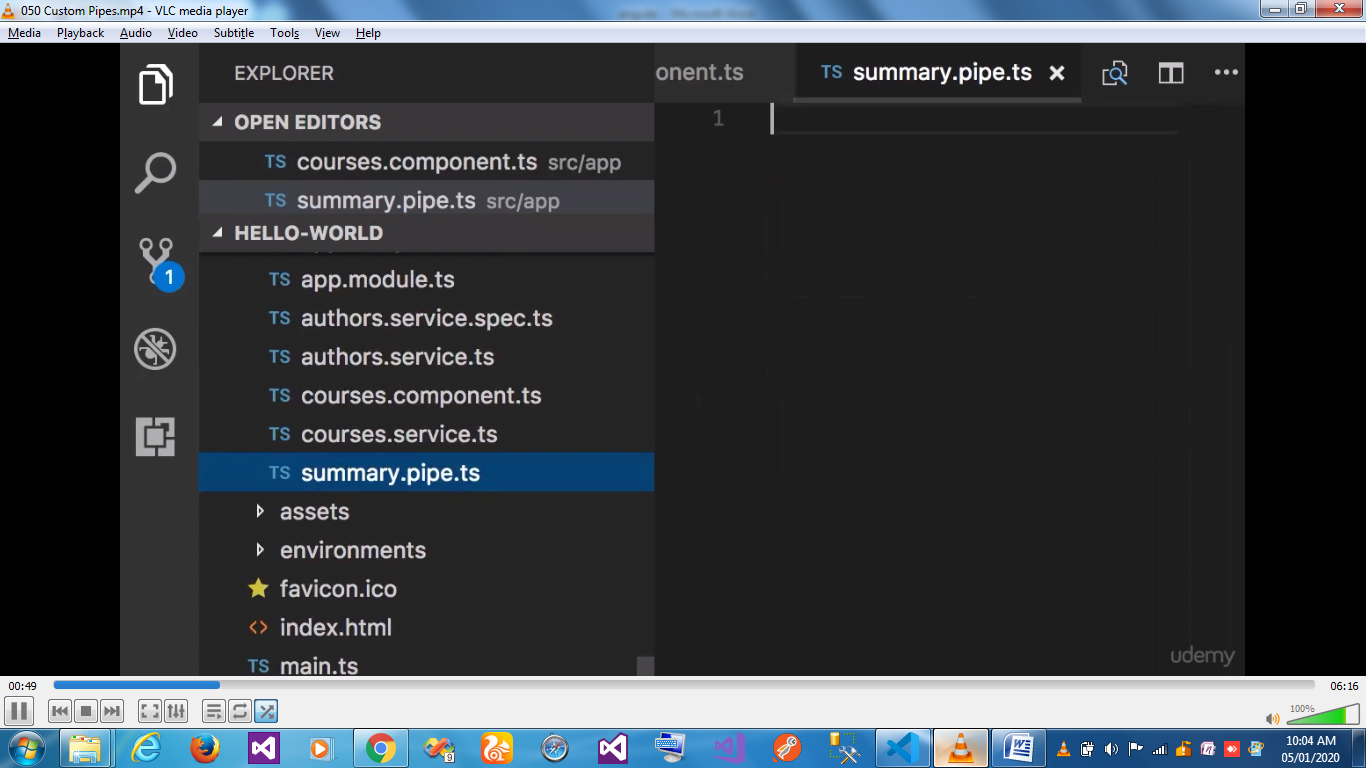 050 Custom Pipes.mp4 - VLC media player
Media Playback Audio Video Subtitle Tools View Help
EXPLORER
onent.ts
TS summary.pipe.ts
OPEN EDITORS
1
TS courses.component.ts src/app
TS summary.pipe.ts src/app
HELLO-WORLD
1
TS app.module.ts
TS authors.service.spec.ts
TS authors.service.ts
TS courses.component.ts
TS courses.service.ts
TS summary.pipe.ts
assets
environments
favicon.ico
index.html
TS main.ts
udemy
00:49
06:16
100%
9
10:04 AM
05/01/2020